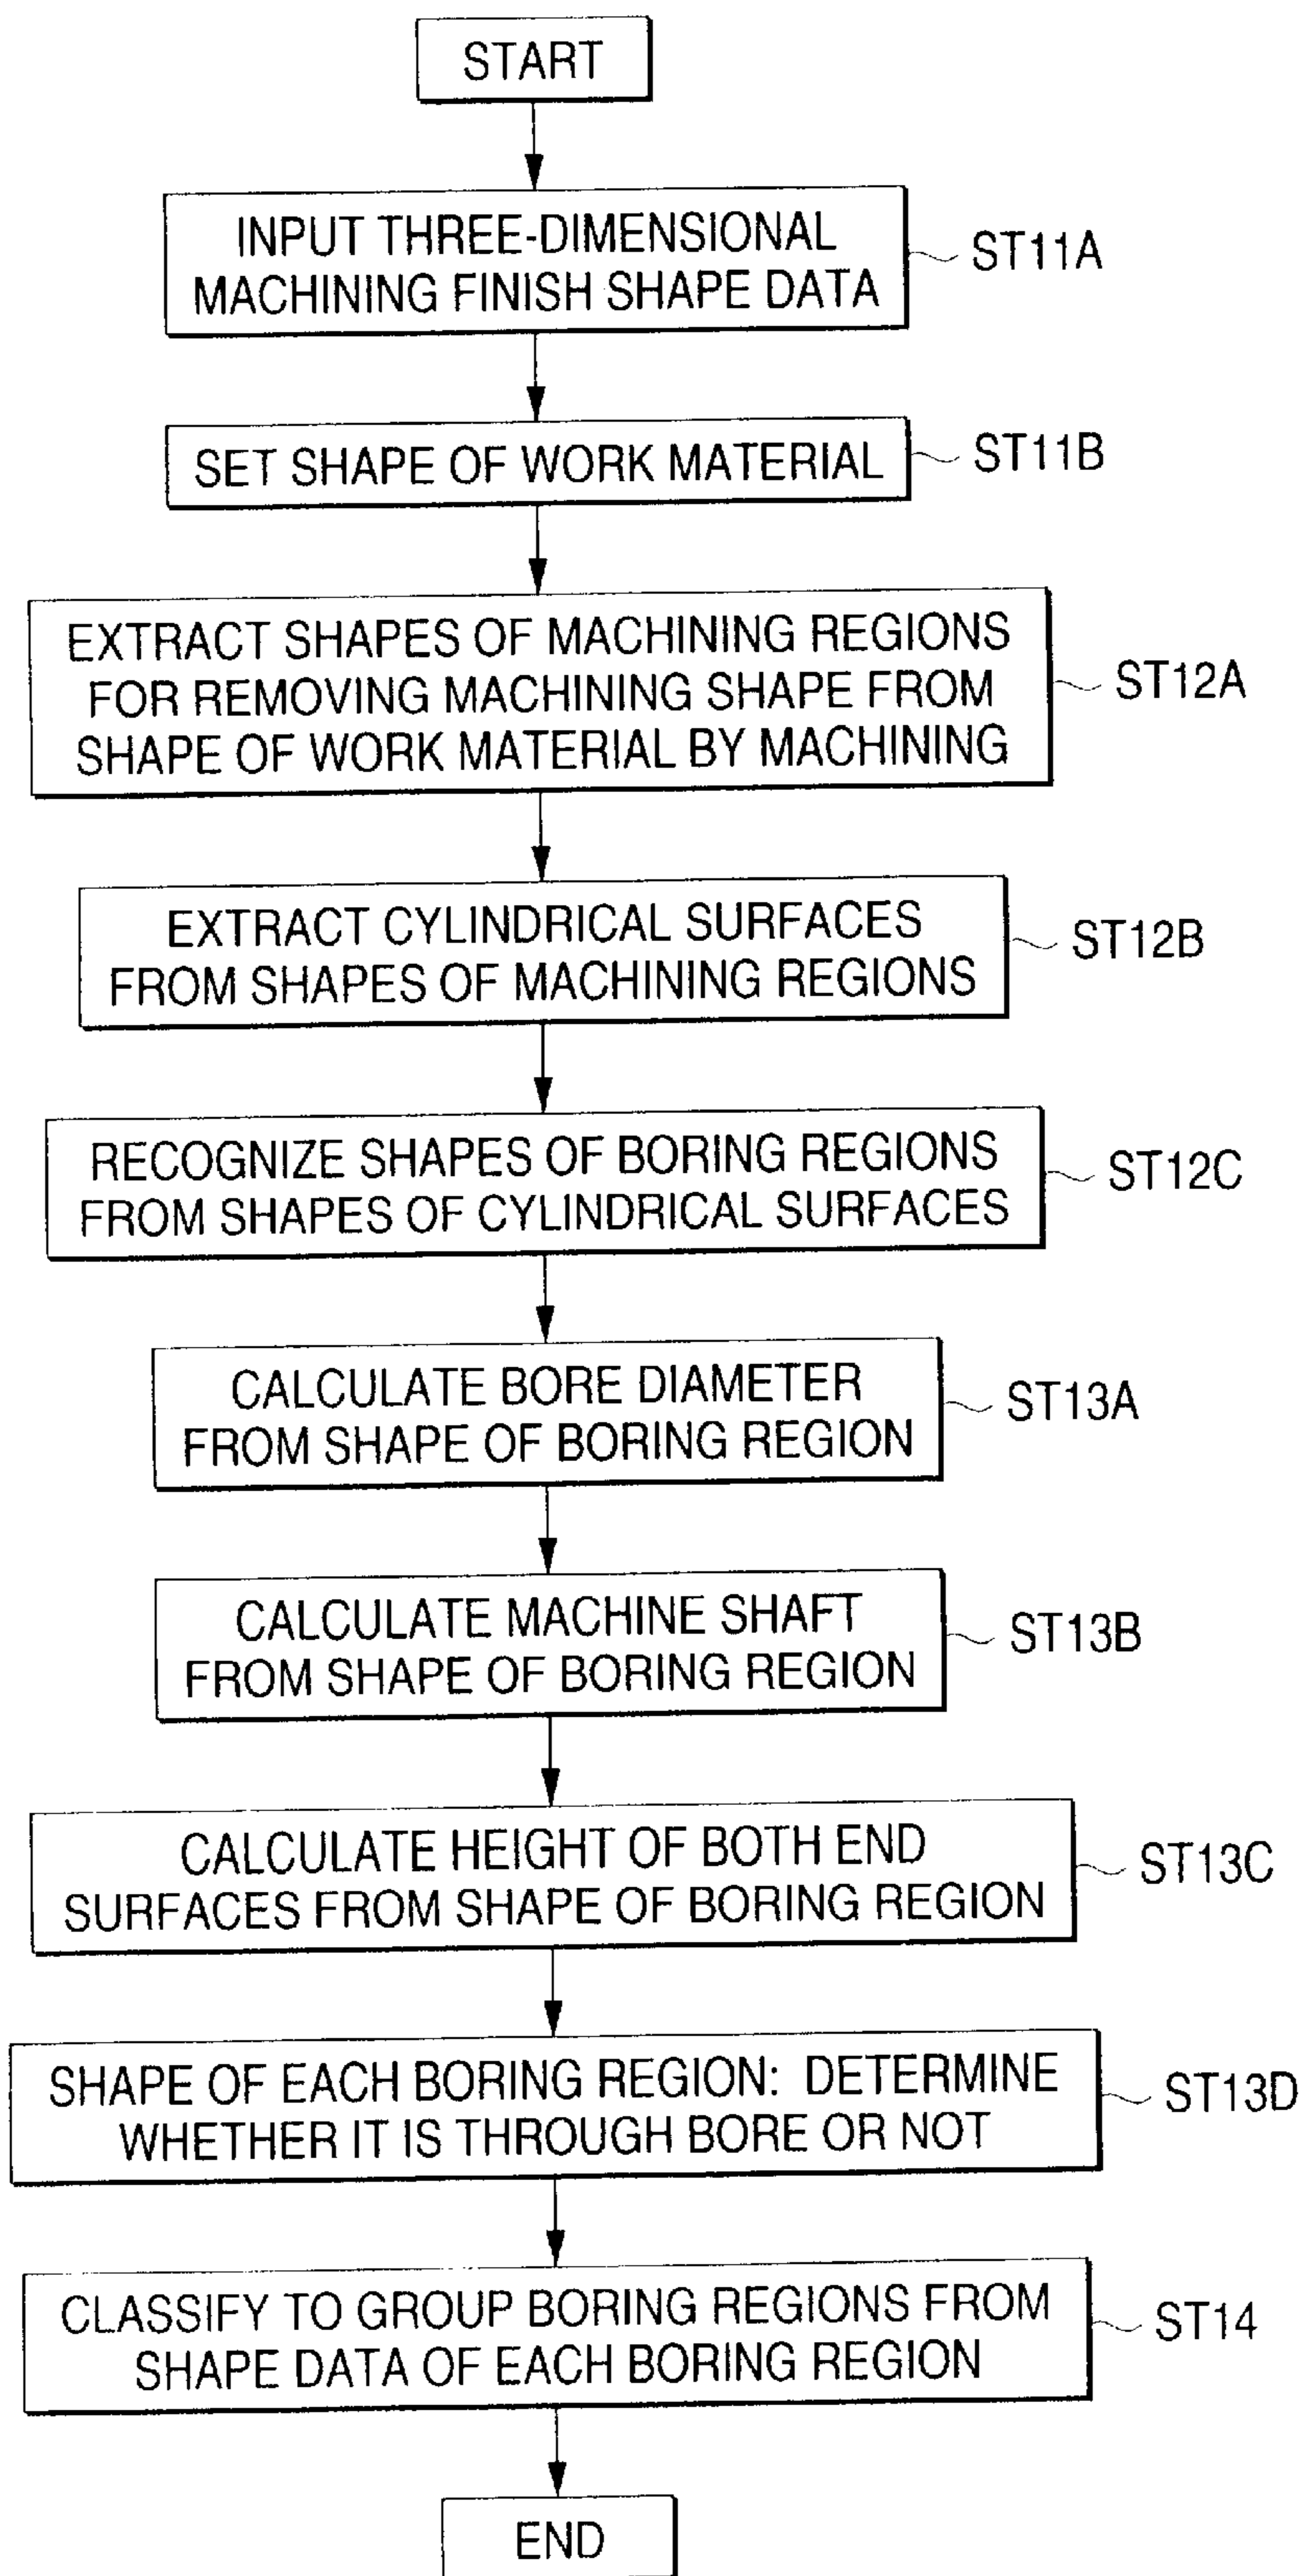 START
INPUT THREE-DIMENSIONAL
MACHINING FINISH SHAPE DATA
ST11A
SET SHAPE OF WORK MATERIAL
ST11B
EXTRACT SHAPES OF MACHINING REGIONS
FOR REMOVING MACHINING SHAPE FROM
SHAPE OF WORK MATERIAL BY MACHINING
ST12A
EXTRACT CYLINDRICAL SURFACES
FROM SHAPES OF MACHINING REGIONS
ST12B
RECOGNIZE SHAPES OF BORING REGIONS
FROM SHAPES OF CYLINDRICAL SURFACES
ST12C
CALCULATE BORE DIAMETER
FROM SHAPE OF BORING REGION
ST13A
CALCULATE MACHINE SHAFT
FROM SHAPE OF BORING REGION
ST13B
CALCULATE HEIGHT OF BOTH END
SURFACES FROM SHAPE OF BORING REGION
ST13C
SHAPE OF EACH BORING REGION: DETERMINE
WHETHER IT IS THROUGH BORE OR NOT
ST13D
CLASSIFY TO GROUP BORING REGIONS FROM
SHAPE DATA OF EACH BORING REGION
ST14
END